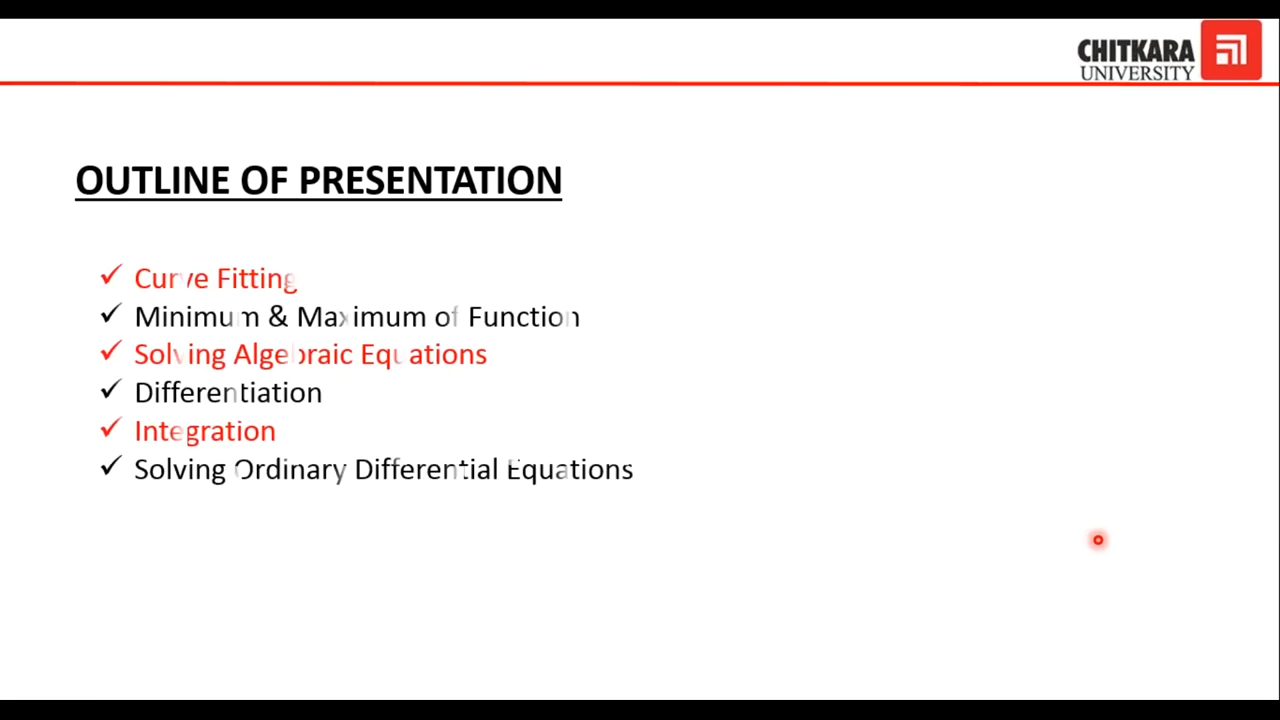 CHITKARA
UNIVERSITY
OUTLINE OF PRESENTATION
✓ Curve Fitting
✓ Minimum & Maximum of Function
✓ Solving Algebraic Equations
✓ Differentiation
✓ Integration
✓ Solving Ordinary Differential Equations